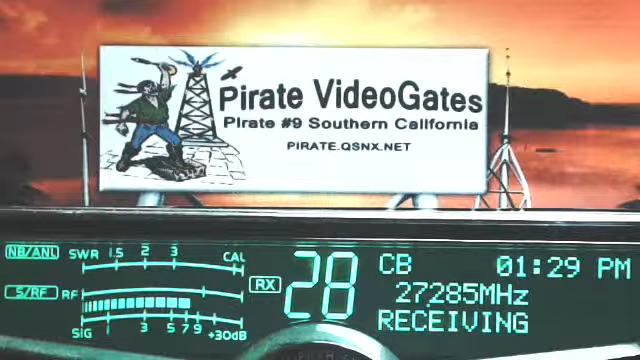 Pirate VideoGates
Pirate #9 Southern California
PIRATE.QSNX.NET
NB/ANL SWR 1.5 2 3 CAL
S/RF RF
SIG 1 3 5 7 9 +30dB
RX 28 CB 01:29 PM
27285MHz
RECEIVING